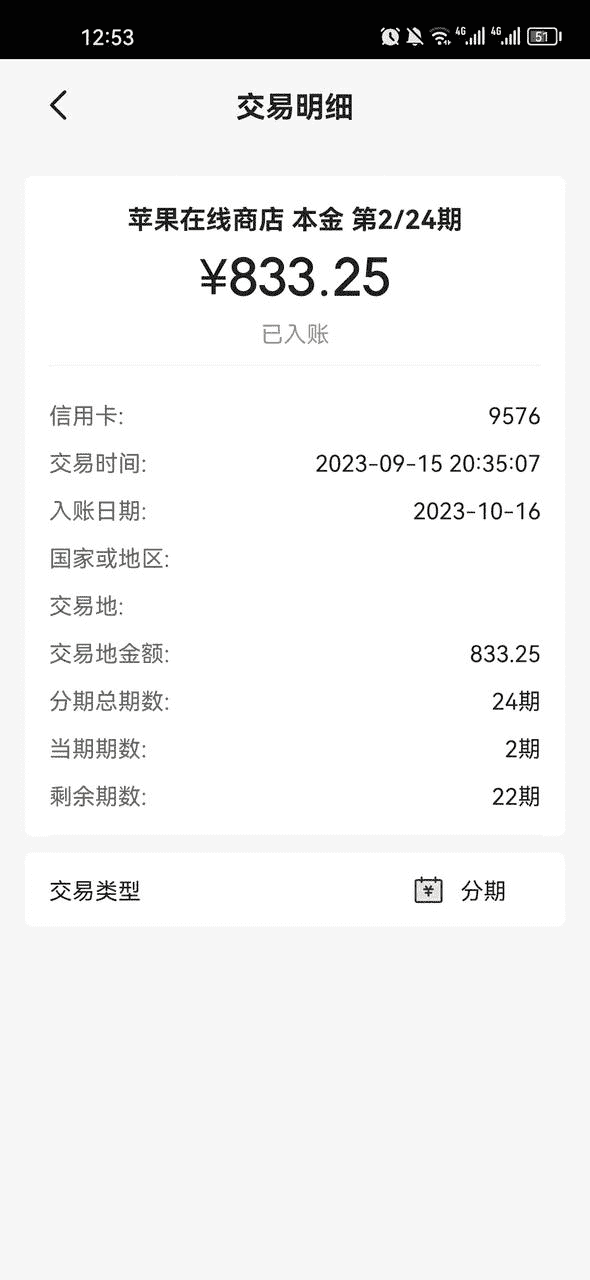 12:53
4G 4G 51
交易明细
苹果在线商店 本金 第2/24期
¥833.25
已入账
信用卡: 9576
交易时间: 2023-09-15 20:35:07
入账日期: 2023-10-16
国家或地区:
交易地:
交易地金额: 833.25
分期总期数: 24期
当期期数: 2期
剩余期数: 22期
交易类型 ¥ 分期